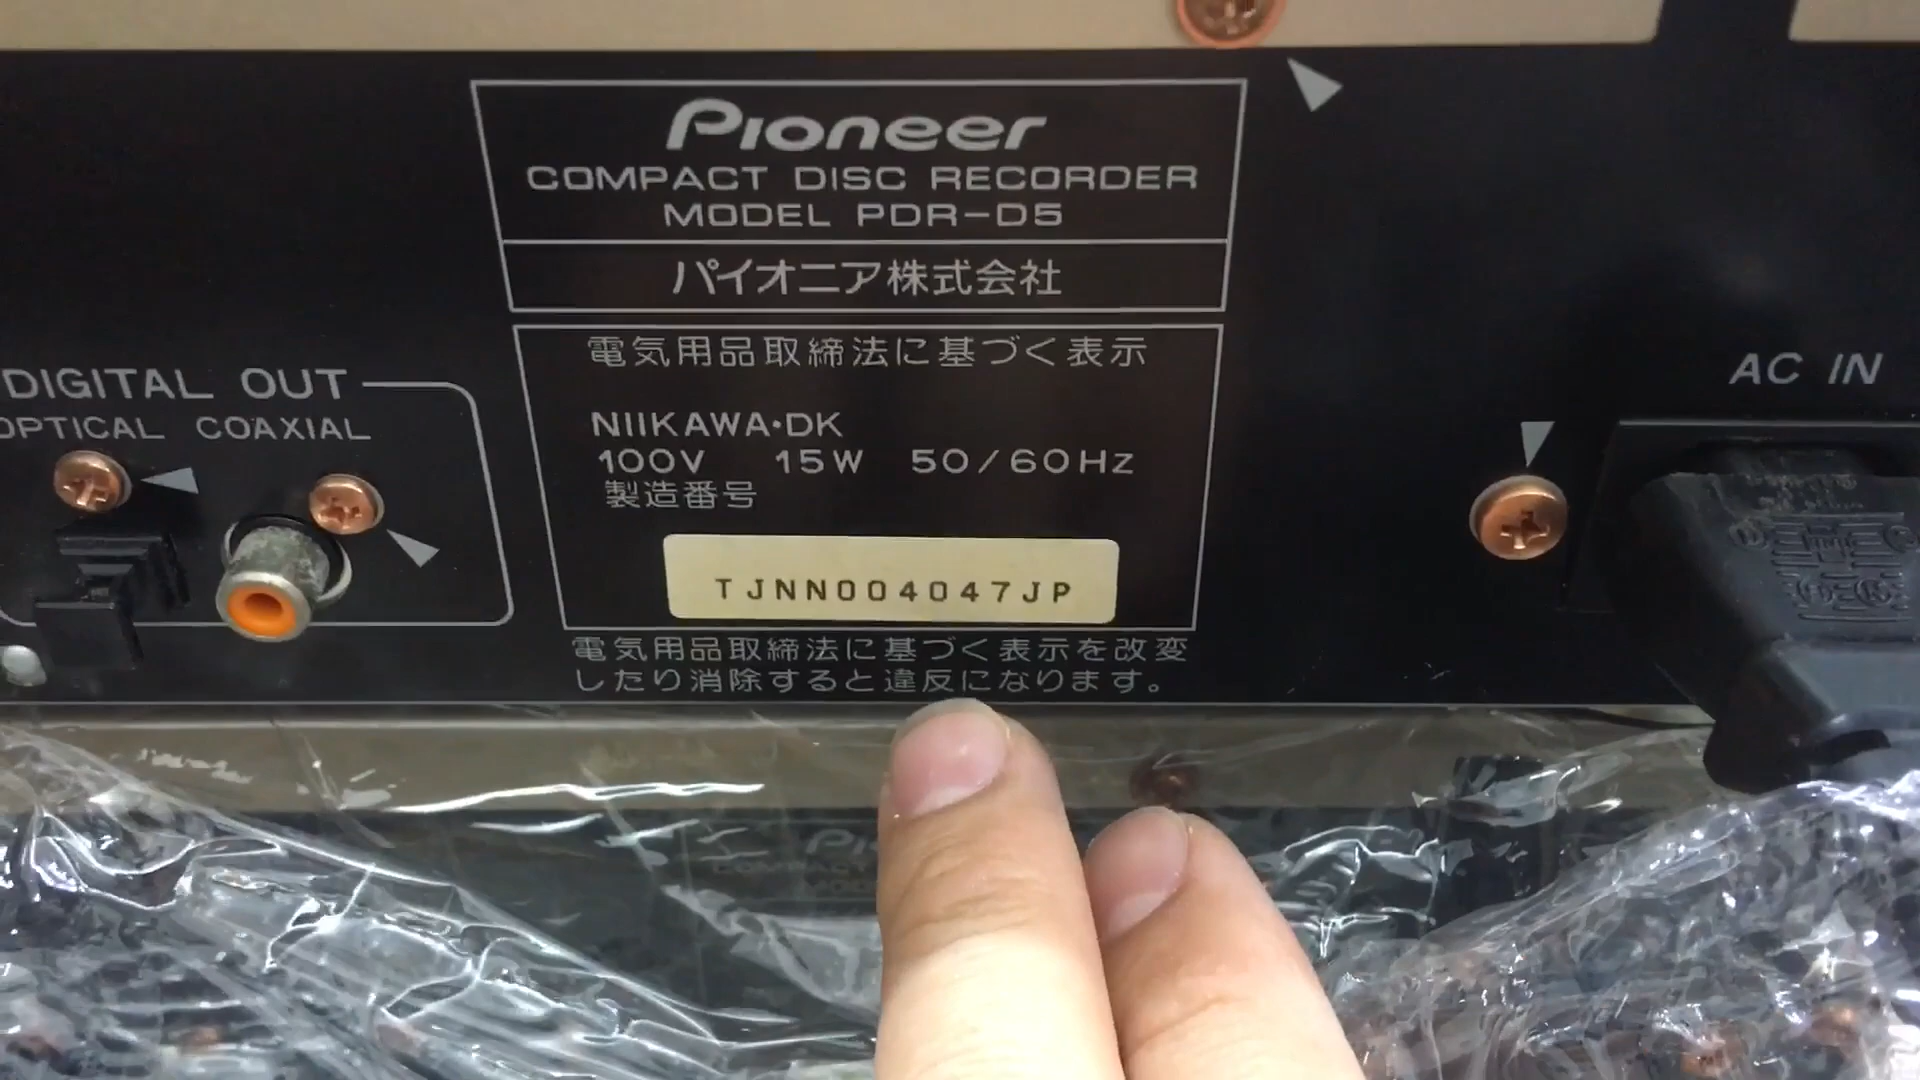 Pioneer
COMPACT DISC RECORDER
MODEL PDR-D5
パイオニア株式会社
電気用品取締法に基づく表示
DIGITAL OUT
OPTICAL COAXIAL
AC IN
NIIKAWA・DK
100V 15W 50/60Hz
製造番号
TJNN004047JP
電気用品取締法に基づく表示を改変
したり消除すると違反になります。